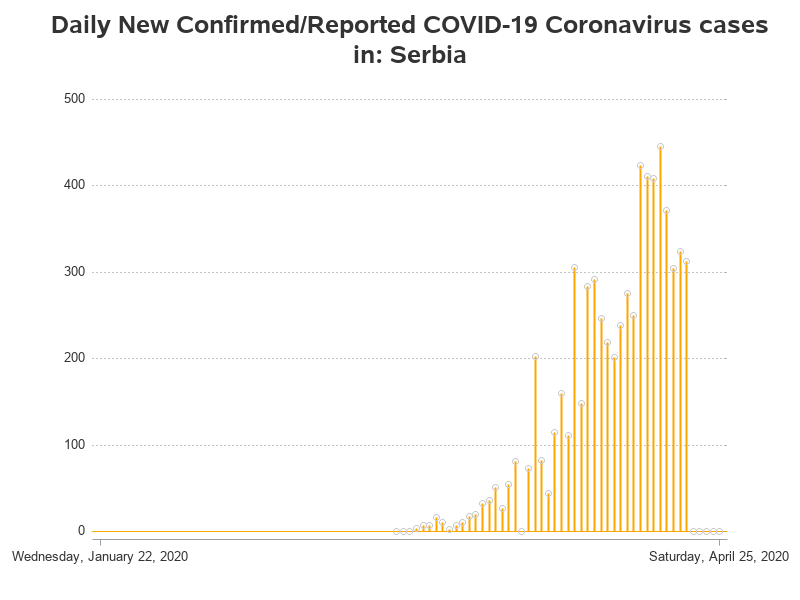 Daily New Confirmed/Reported COVID-19 Coronavirus cases
in: Serbia
500
400
300
200
100
0
Wednesday, January 22, 2020 Saturday, April 25, 2020